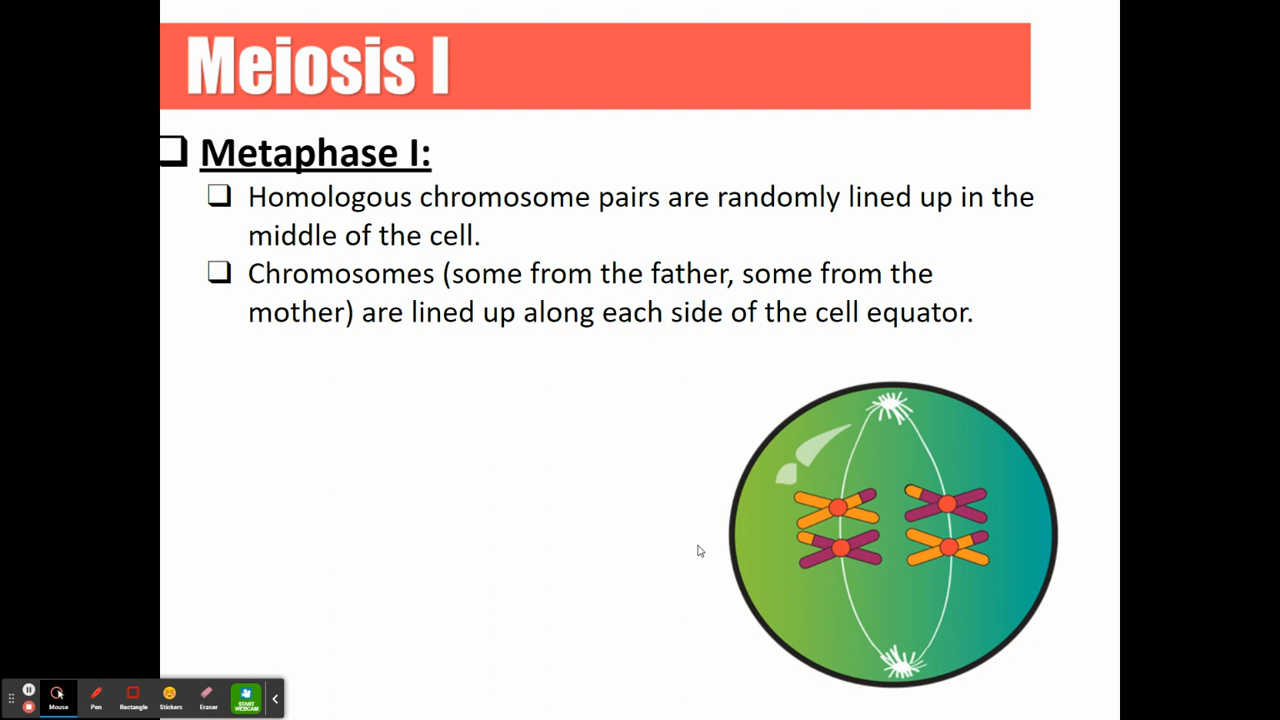 Meiosis I
Metaphase I:
Homologous chromosome pairs are randomly lined up in the
middle of the cell.
Chromosomes (some from the father, some from the
mother) are lined up along each side of the cell equator.
Mouse
Pen
Rectangle
Stickers
Eraser
START
WEBCAM